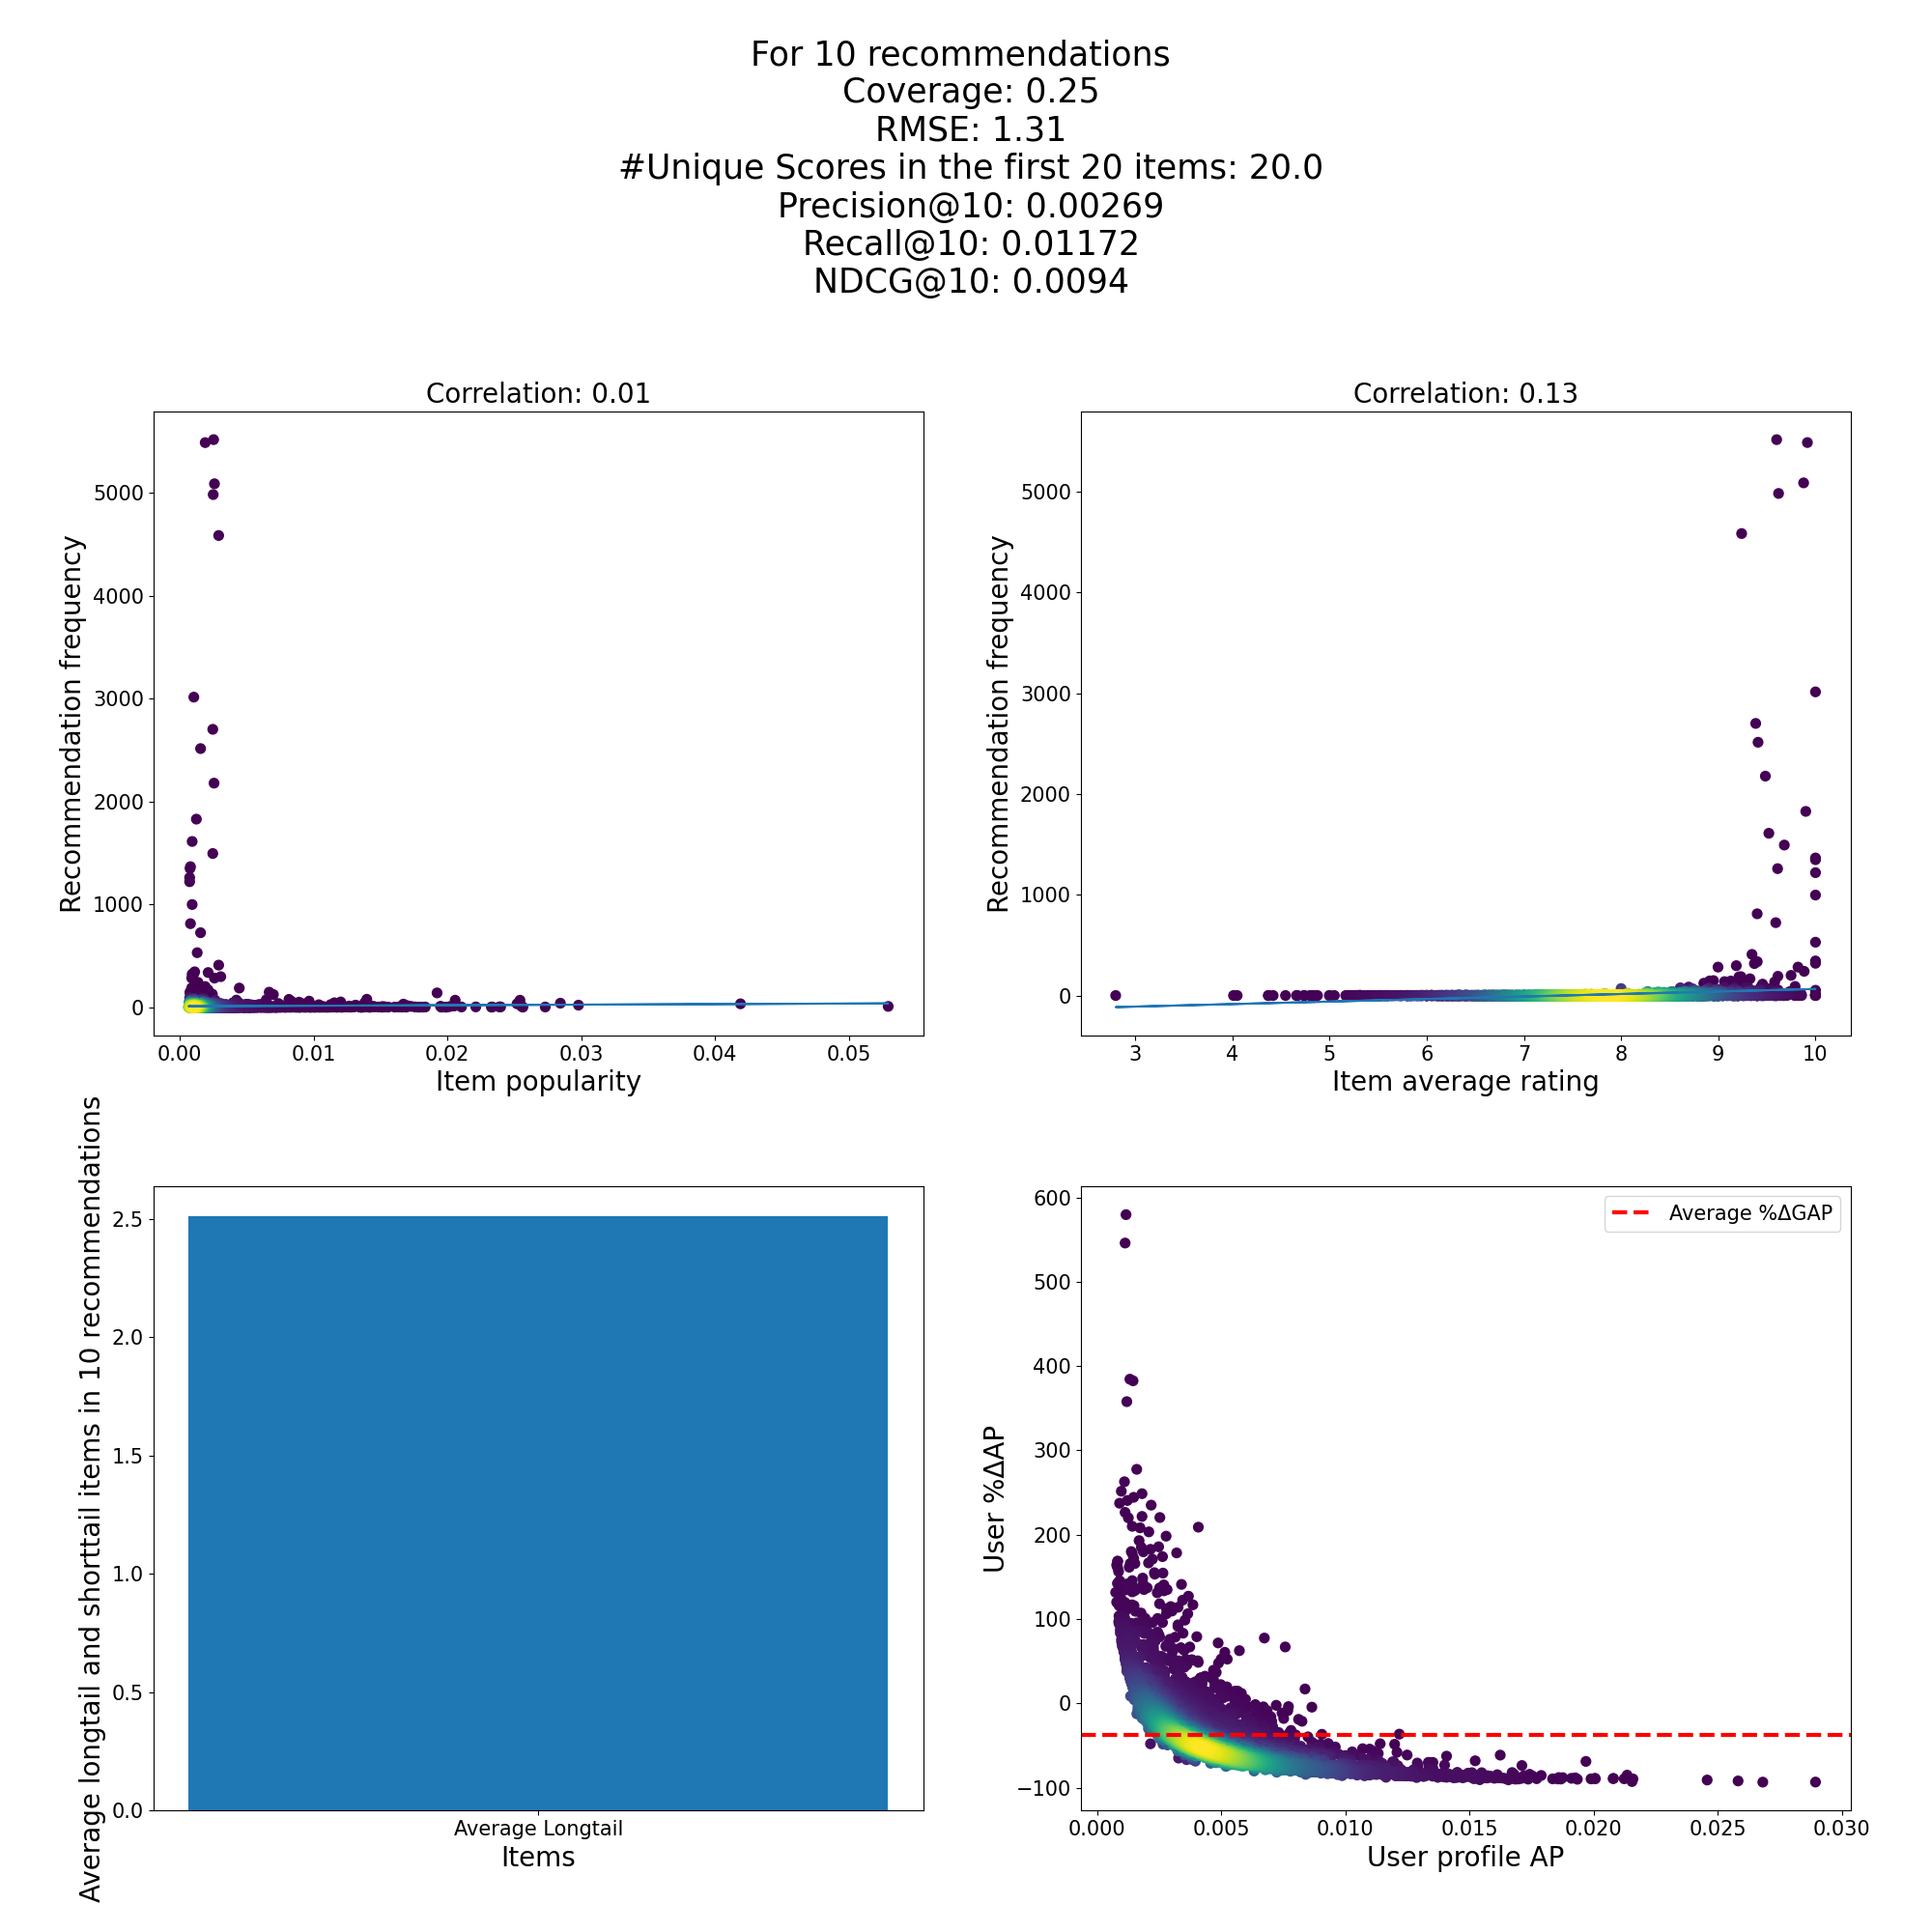 For 10 recommendations
Coverage: 0.25
RMSE: 1.31
#Unique Scores in the first 20 items: 20.0
Precision@10: 0.00269
Recall@10: 0.01172
NDCG@10: 0.0094
Correlation: 0.01
Recommendation frequency
5000
4000
3000
2000
1000
0
0.00 0.01 0.02 0.03 0.04 0.05
Item popularity
Correlation: 0.13
Recommendation frequency
5000
4000
3000
2000
1000
0
3 4 5 6 7 8 9 10
Item average rating
Average longtail and shorttail items in 10 recommendations
2.5
2.0
1.5
1.0
0.5
0.0
Average Longtail
Items
User %ΔAP
600
500
400
300
200
100
0
−100
Average %ΔGAP
0.000 0.005 0.010 0.015 0.020 0.025 0.030
User profile AP